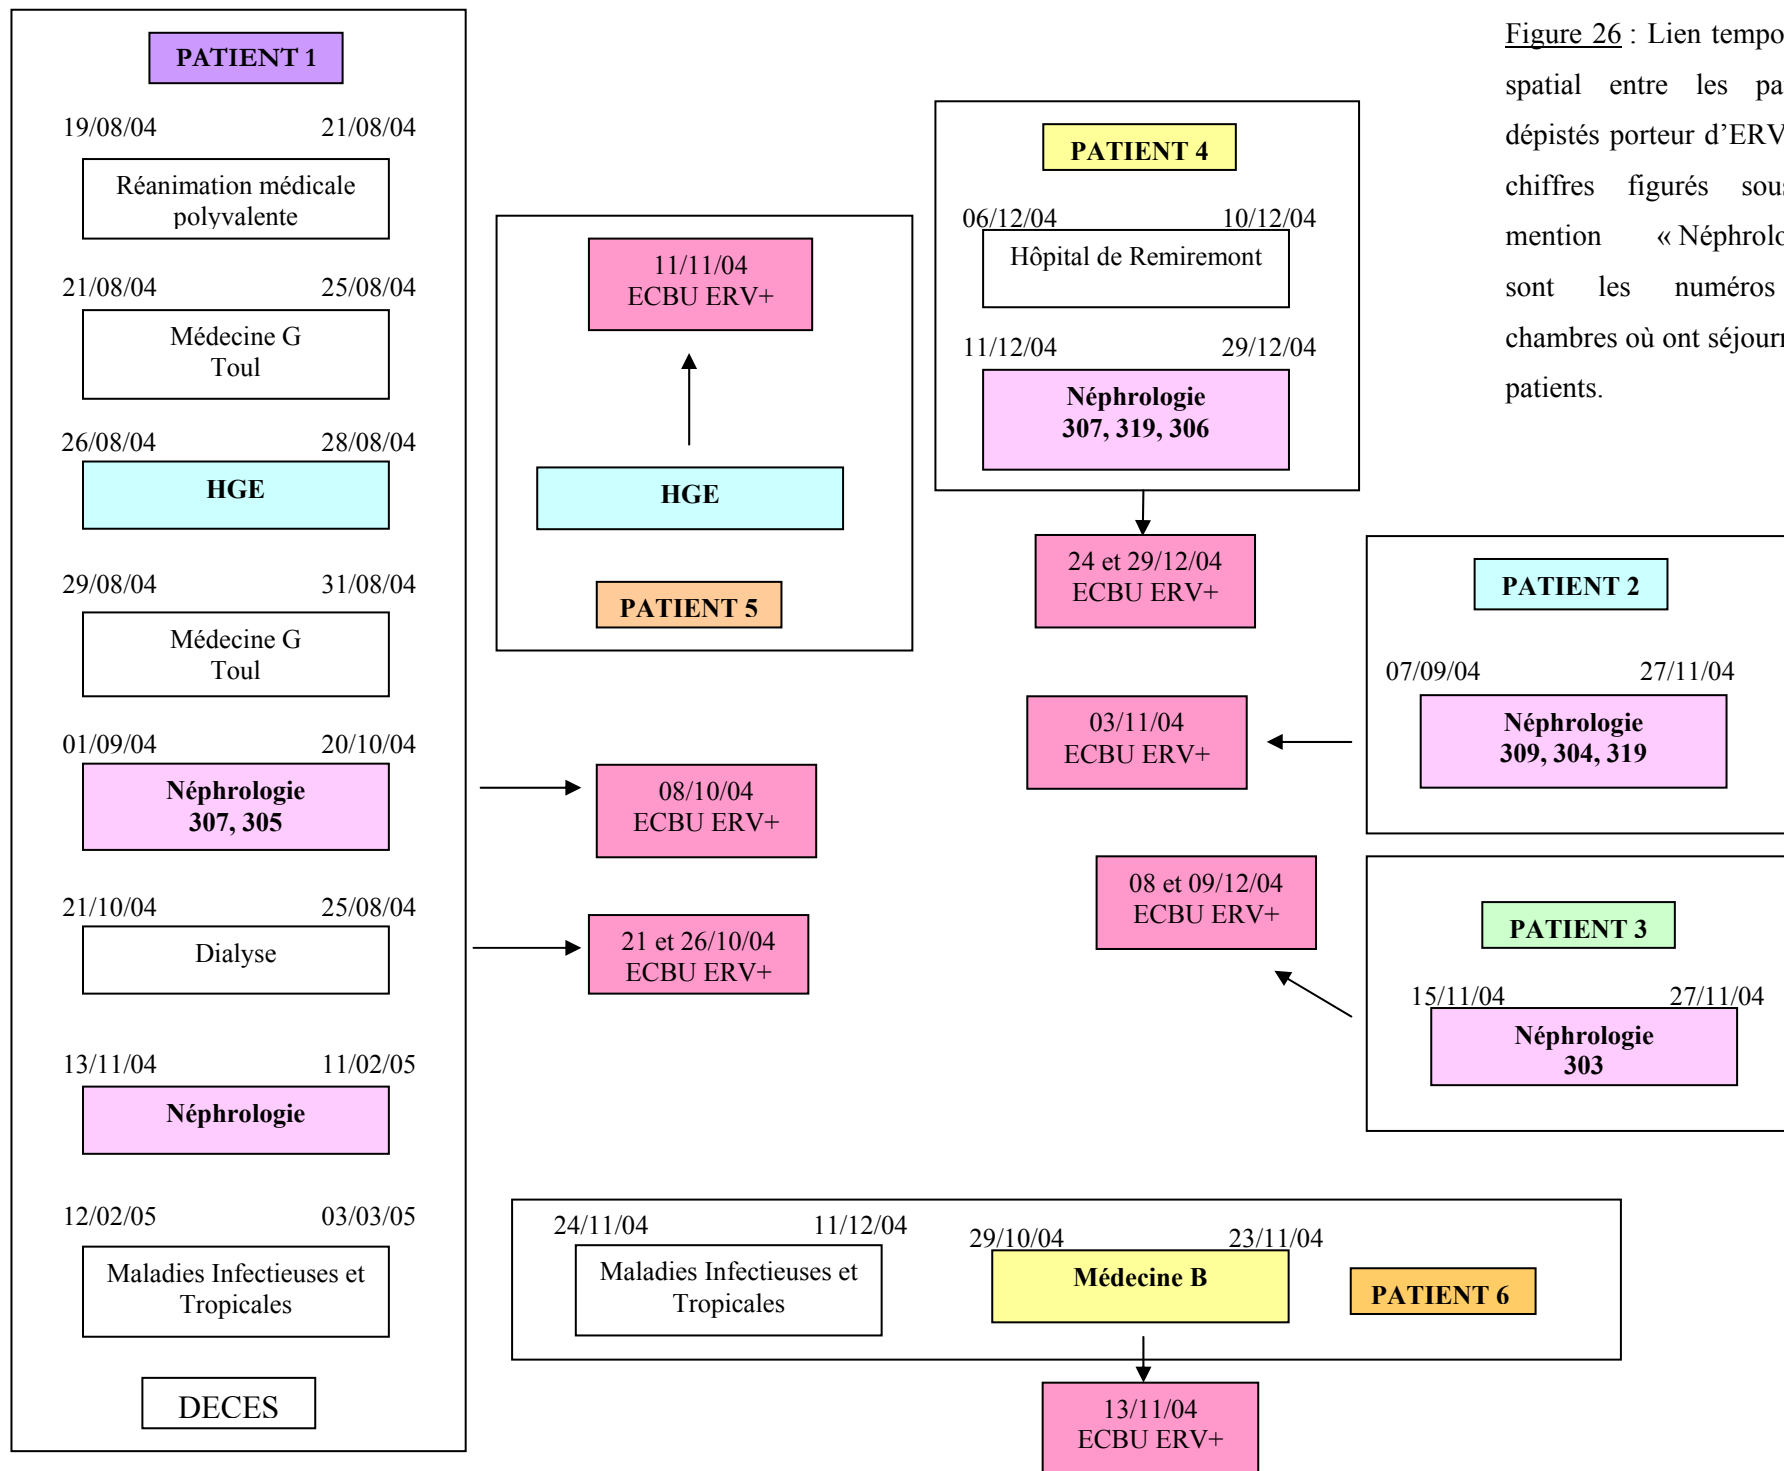 PATIENT 1
19/08/04 21/08/04
Réanimation médicale
polyvalente
21/08/04 25/08/04
Médecine G
Toul
26/08/04 28/08/04
HGE
29/08/04 31/08/04
Médecine G
Toul
01/09/04 20/10/04
Néphrologie
307, 305
21/10/04 25/08/04
Dialyse
13/11/04 11/02/05
Néphrologie
12/02/05 03/03/05
Maladies Infectieuses et
Tropicales
DECES
08/10/04
ECBU ERV+
21 et 26/10/04
ECBU ERV+
11/11/04
ECBU ERV+
HGE
PATIENT 5
PATIENT 4
06/12/04 10/12/04
Hôpital de Remiremont
11/12/04 29/12/04
Néphrologie
307, 319, 306
24 et 29/12/04
ECBU ERV+
Figure 26 : Lien tempo
spatial entre les pa
dépistés porteur d’ERV
chiffres figurés sous
mention « Néphrolo
sont les numéros
chambres où ont séjourn
patients.
PATIENT 2
07/09/04 27/11/04
Néphrologie
309, 304, 319
03/11/04
ECBU ERV+
PATIENT 3
15/11/04 27/11/04
Néphrologie
303
08 et 09/12/04
ECBU ERV+
24/11/04 11/12/04
Maladies Infectieuses et
Tropicales
29/10/04 23/11/04
Médecine B
PATIENT 6
13/11/04
ECBU ERV+